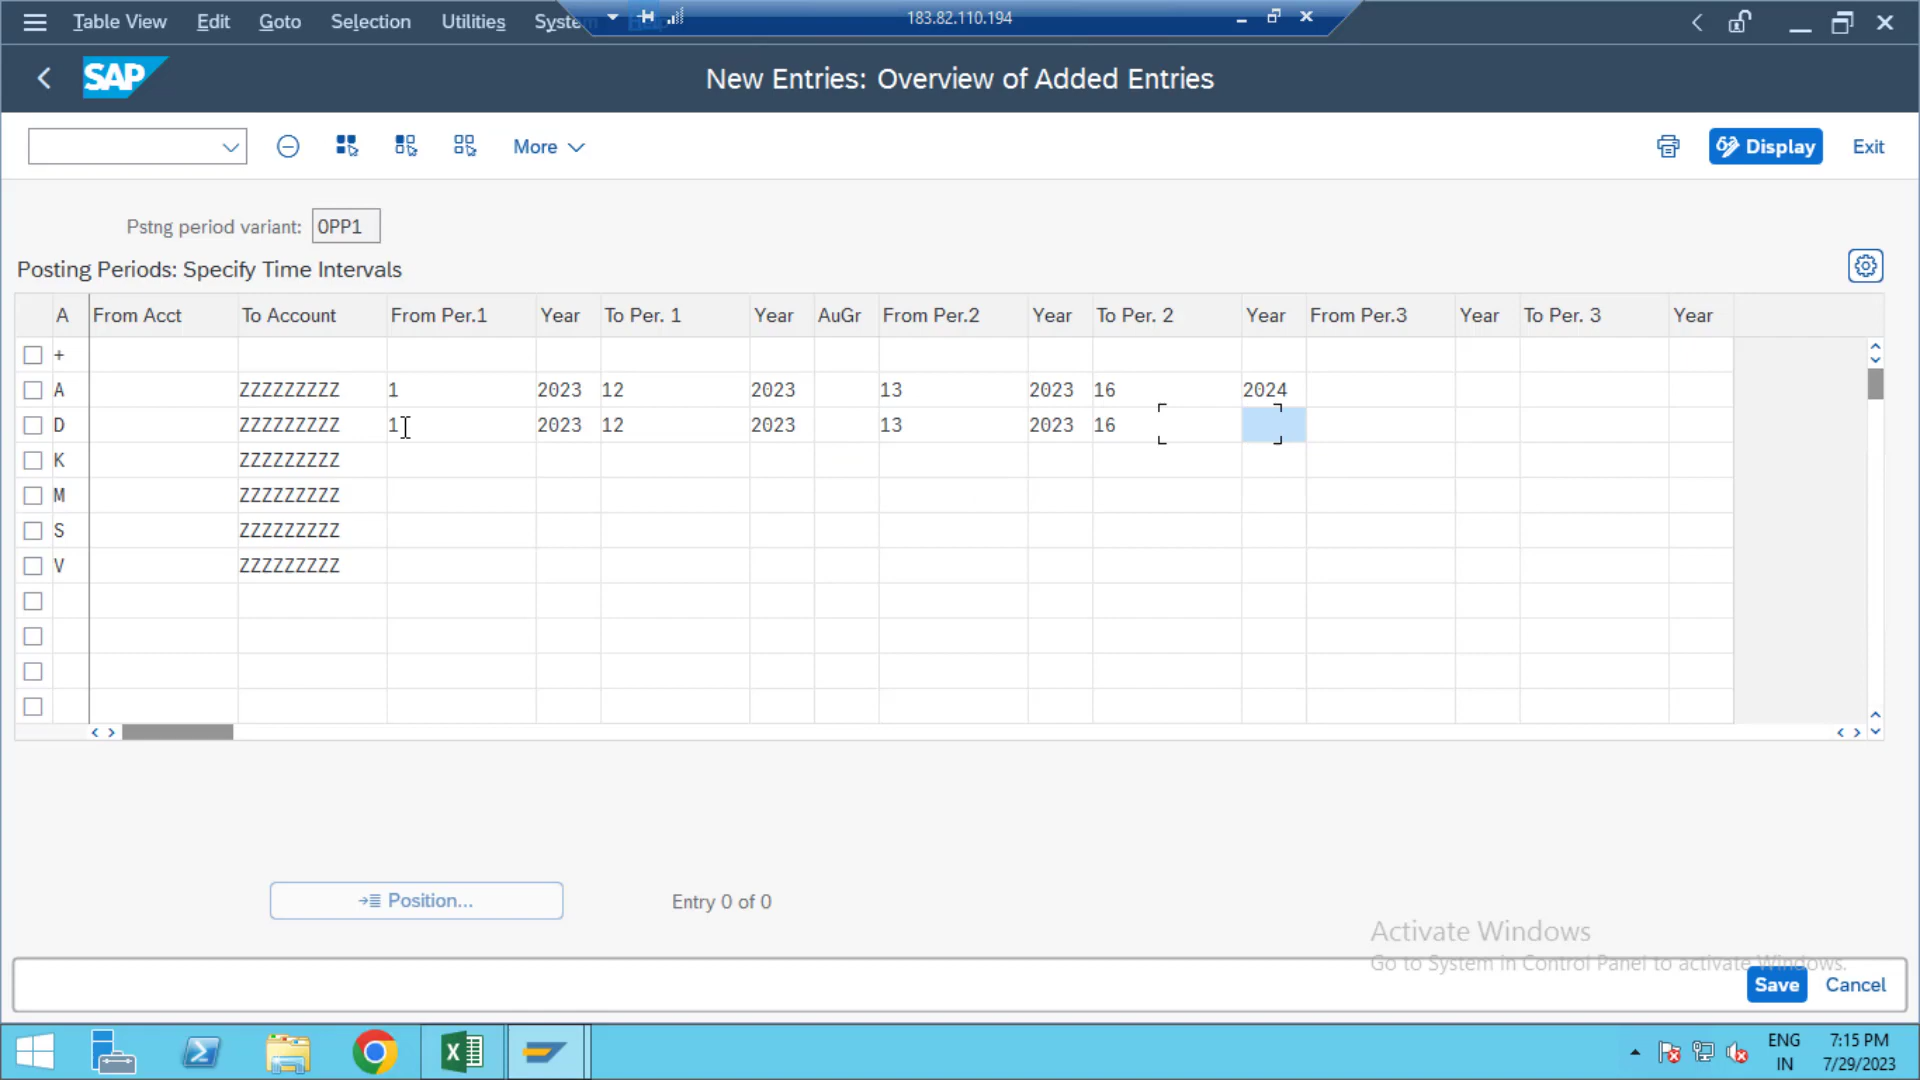 Table View Edit Goto Selection Utilities Syste 183.82.110.194
SAP New Entries: Overview of Added Entries
More Display Exit
Pstng period variant: 0PP1
Posting Periods: Specify Time Intervals
A From Acct To Account From Per.1 Year To Per. 1 Year AuGr From Per.2 Year To Per. 2 Year From Per.3 Year To Per. 3 Year
+
A ZZZZZZZZZ 1 2023 12 2023 13 2023 16 2024
D ZZZZZZZZZ 1 2023 12 2023 13 2023 16
K ZZZZZZZZZ
M ZZZZZZZZZ
S ZZZZZZZZZ
V ZZZZZZZZZ
Position... Entry 0 of 0
Activate Windows
Go to System in Control Panel to activate Windows.
Save Cancel
ENG 7:15 PM
IN 7/29/2023